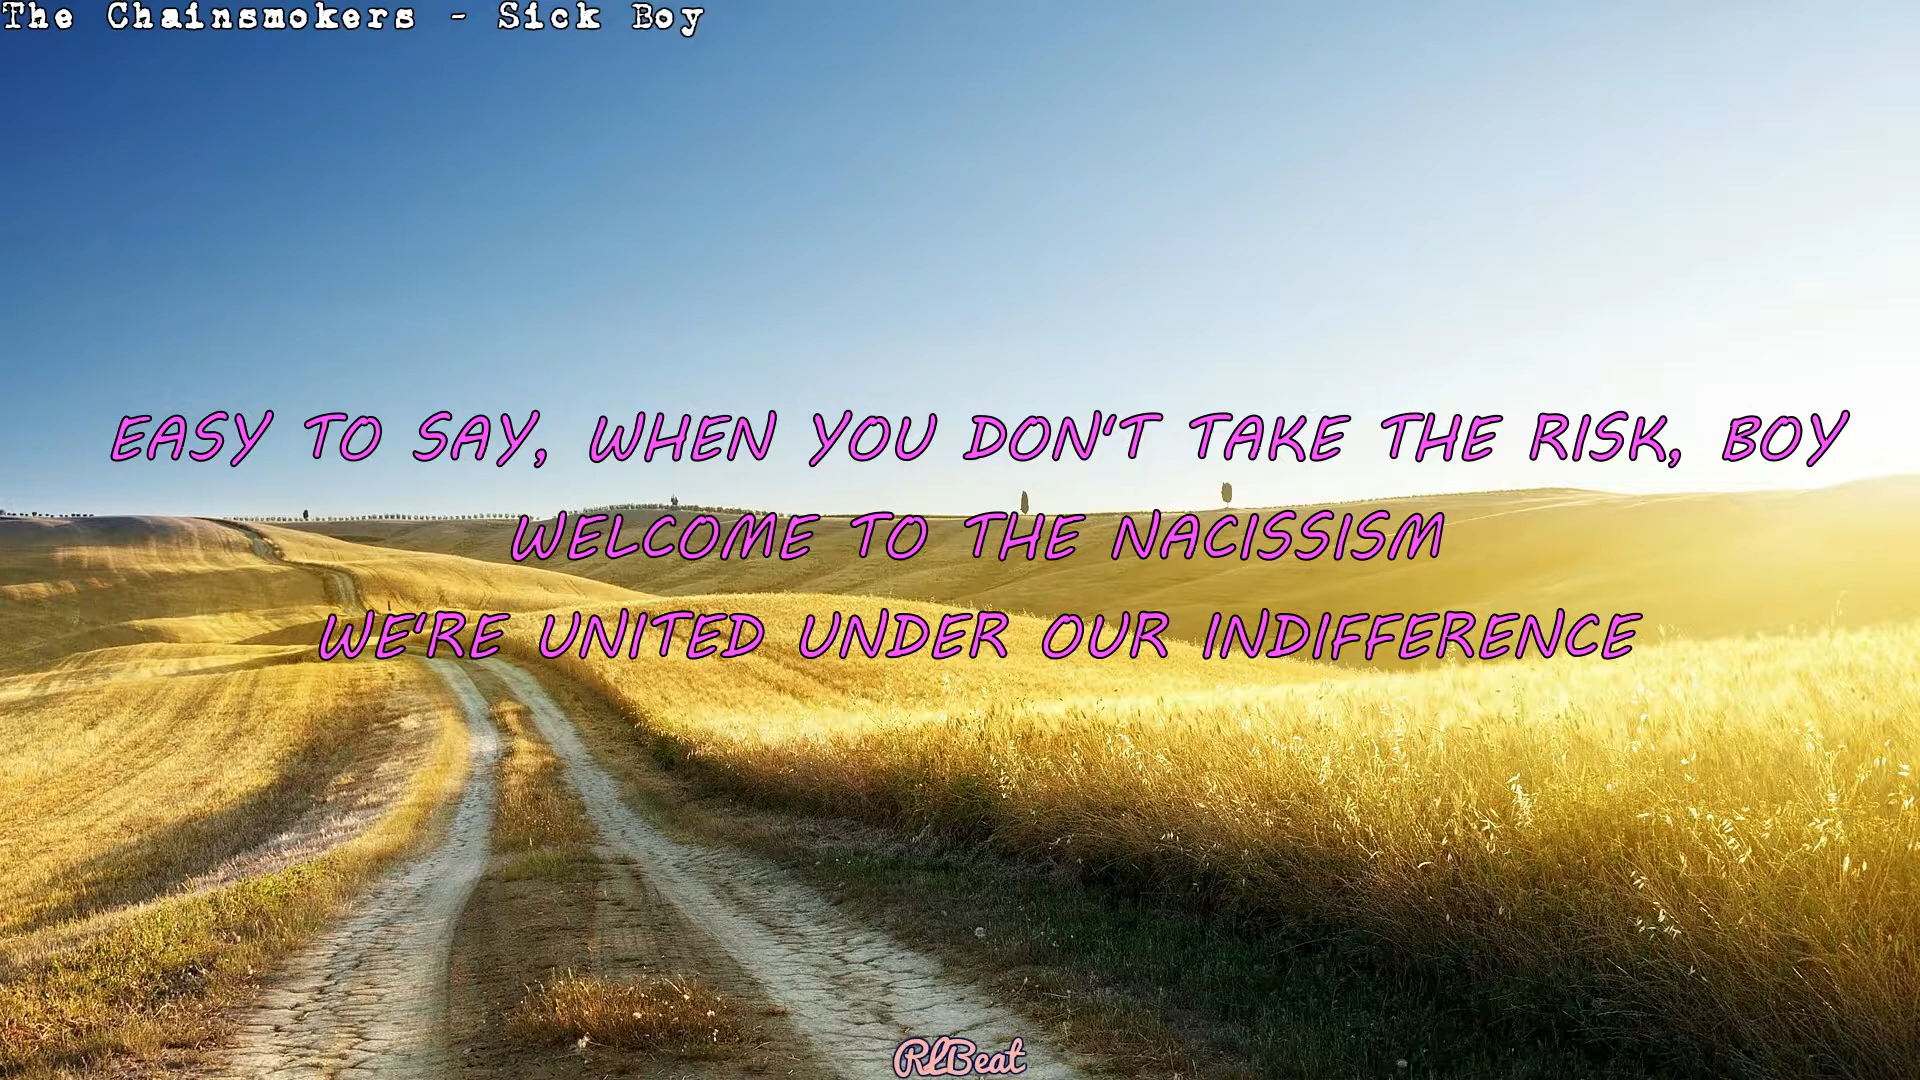 The Chainsmokers - Sick Boy
EASY TO SAY, WHEN YOU DON'T TAKE THE RISK, BOY
WELCOME TO THE NACISSISM
WE'RE UNITED UNDER OUR INDIFFERENCE
RLBeat